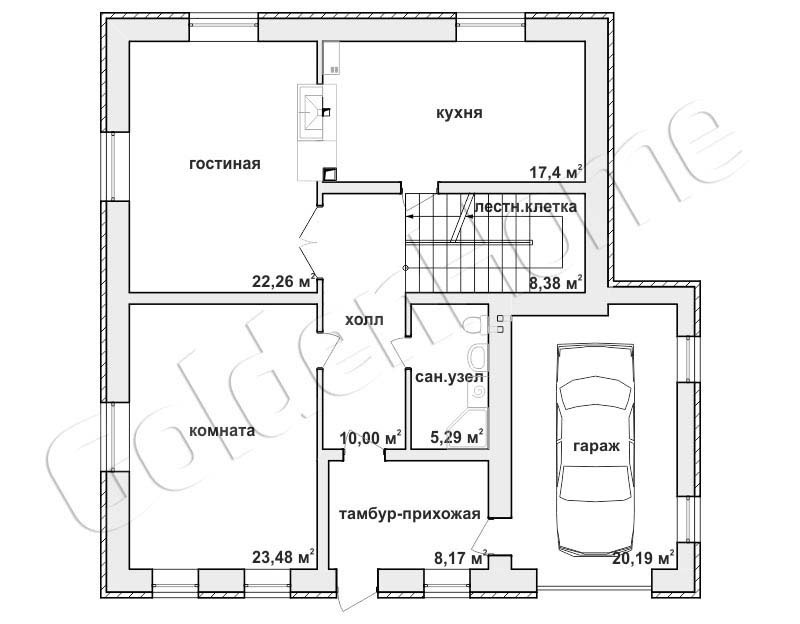 кухня
гостиная
17,4 м²
лестн.клетка
22,26 м²
8,38 м²
холл
сан.узел
комната
10,00 м²
5,29 м²
гараж
тамбур-прихожая
23,48 м²
8,17 м²
20,19 м²
GoldenHome